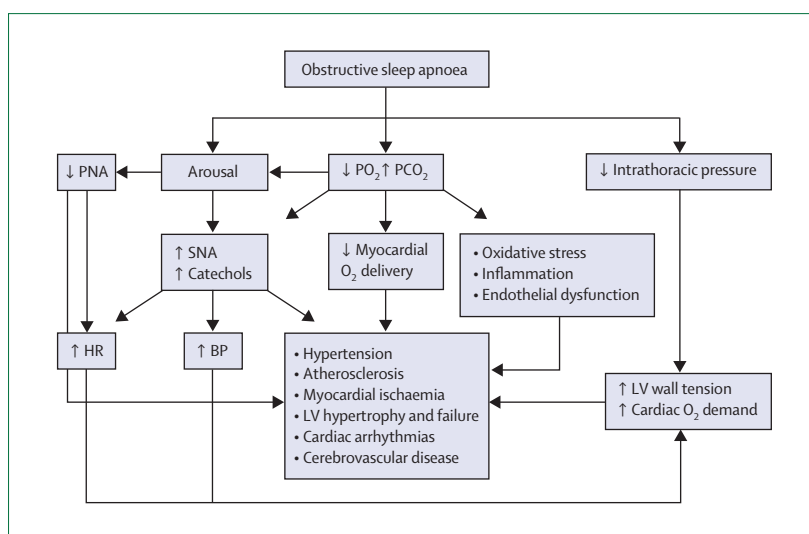 Obstructive sleep apnoea
↓ PNA
Arousal
↓ PO₂↑ PCO₂
↓ Intrathoracic pressure
↑ SNA
↑ Catechols
↓ Myocardial
O₂ delivery
• Oxidative stress
• Inflammation
• Endothelial dysfunction
↑ HR
↑ BP
• Hypertension
• Atherosclerosis
• Myocardial ischaemia
• LV hypertrophy and failure
• Cardiac arrhythmias
• Cerebrovascular disease
↑ LV wall tension
↑ Cardiac O₂ demand